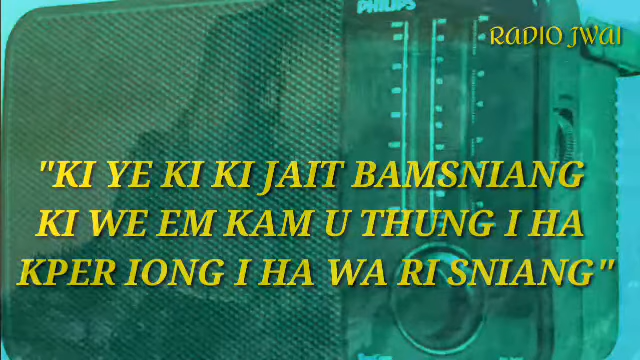 PHILIPS
RADIO JWAI
"KI YE KI KI JAIT BAMSNIANG
KI WE EM KAM U THUNG I HA
KPER IONG I HA WA RI SNIANG"